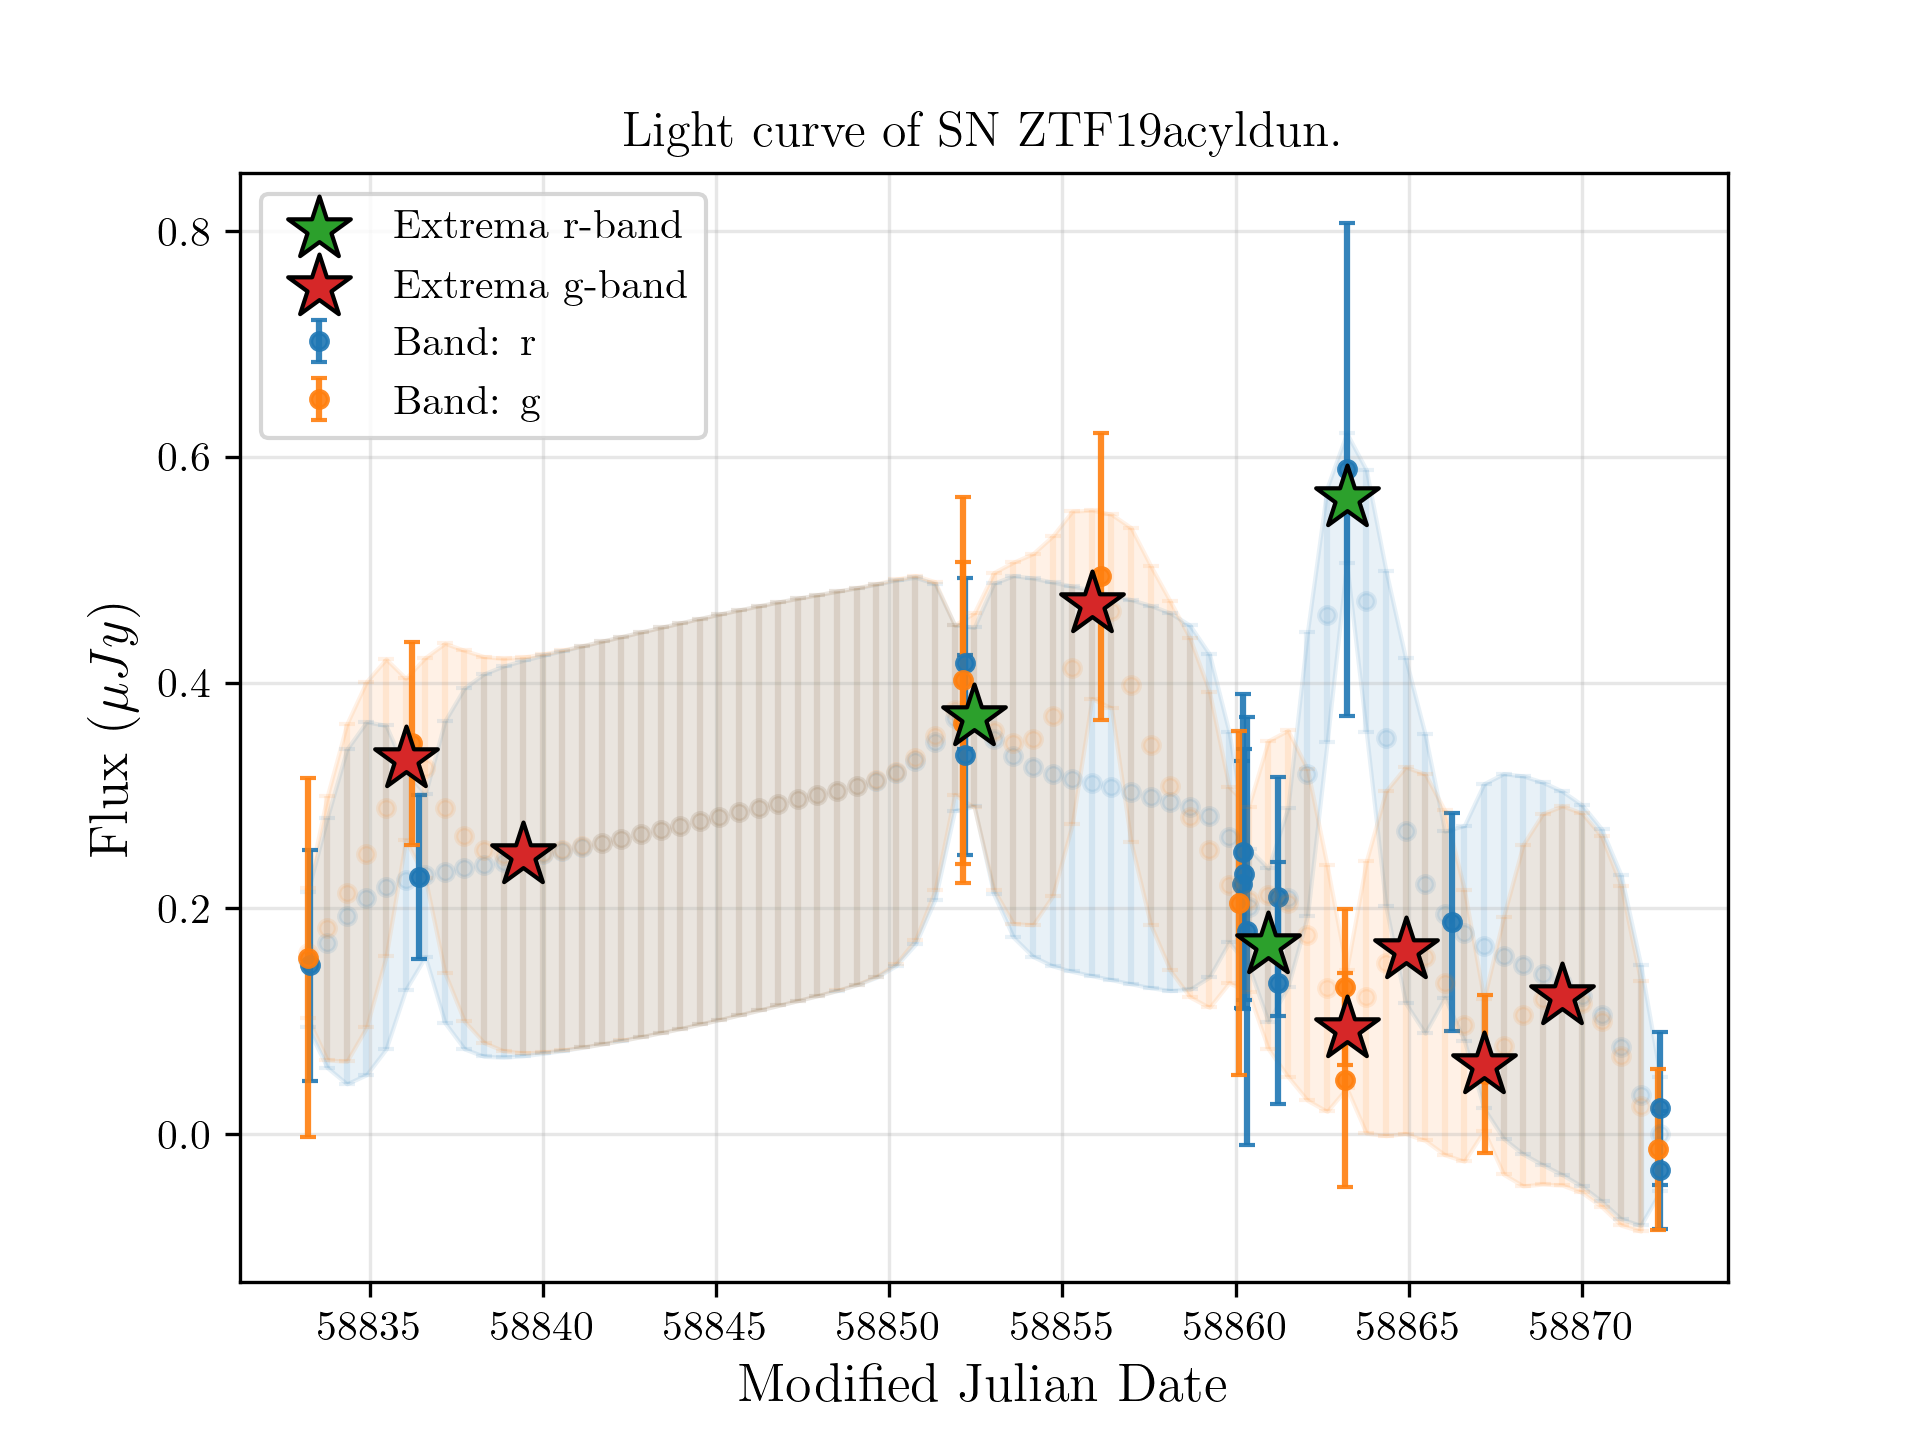 Light curve of SN ZTF19acyldun.
Extrema r-band
Extrema g-band
Band: r
Band: g
0.8
0.6
0.4
0.2
0.0
Flux (μJy)
58835 58840 58845 58850 58855 58860 58865 58870
Modified Julian Date